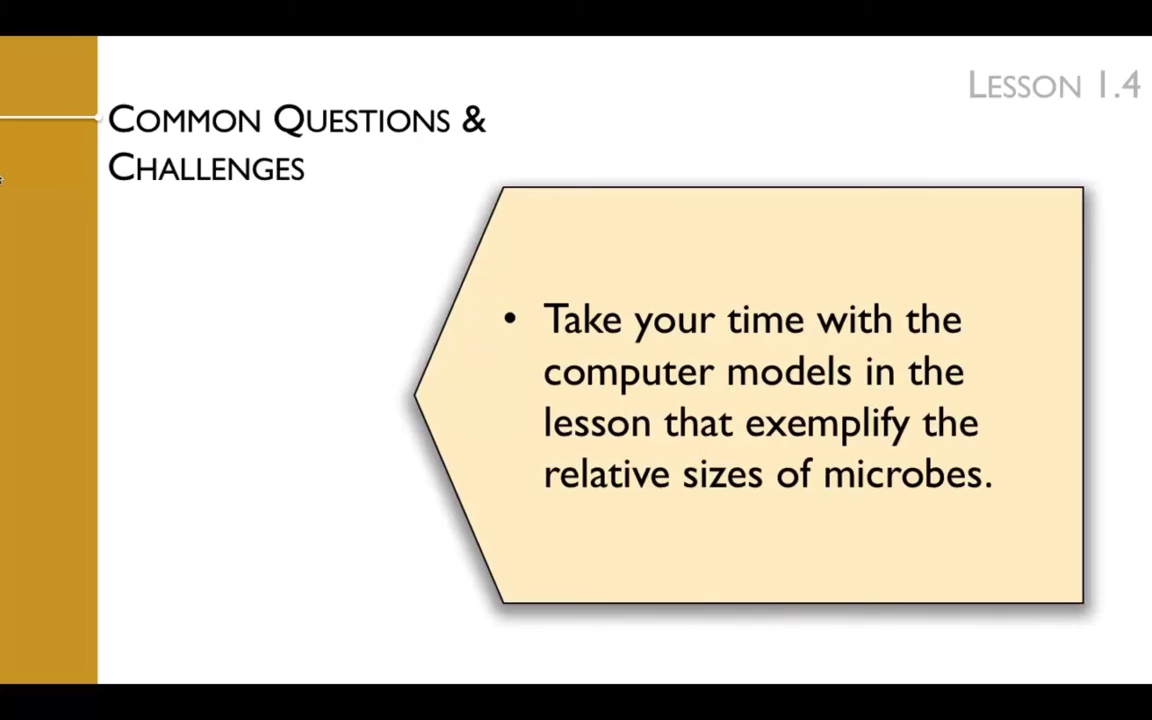 LESSON 1.4
COMMON QUESTIONS &
CHALLENGES
• Take your time with the
computer models in the
lesson that exemplify the
relative sizes of microbes.